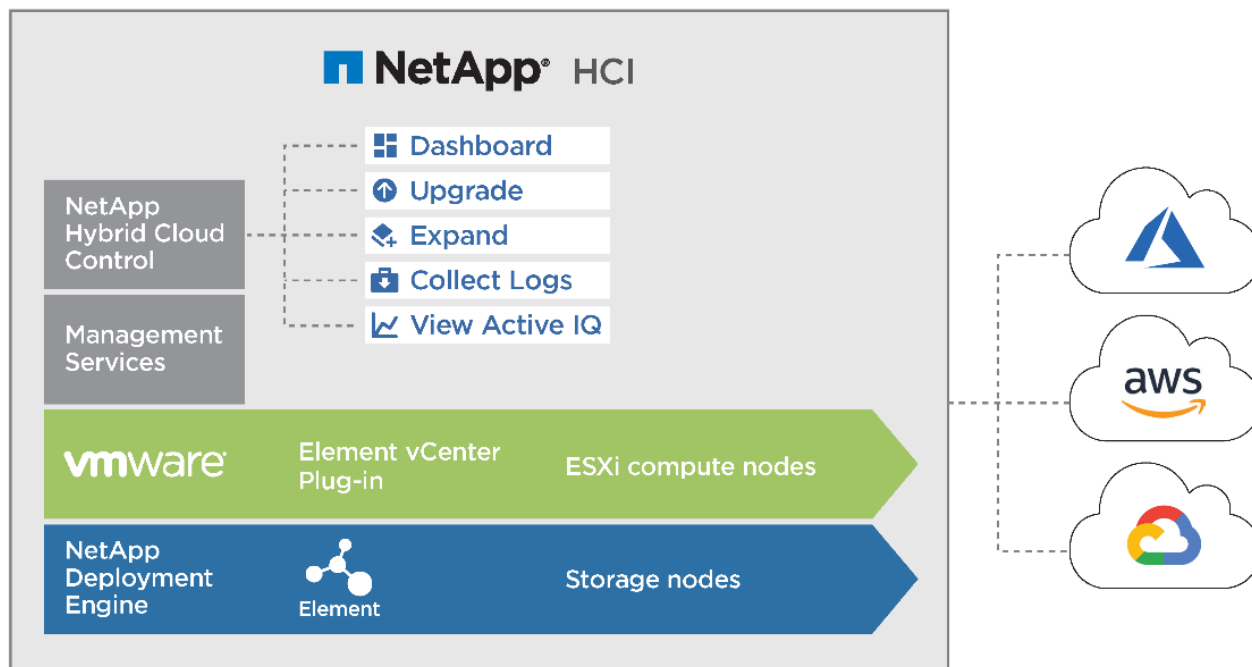 NetApp® HCI
Dashboard
Upgrade
Expand
Collect Logs
View Active IQ
NetApp
Hybrid Cloud
Control
Management
Services
vmware®
Element vCenter
Plug-in
ESXi compute nodes
NetApp
Deployment
Engine
Element
Storage nodes
aws